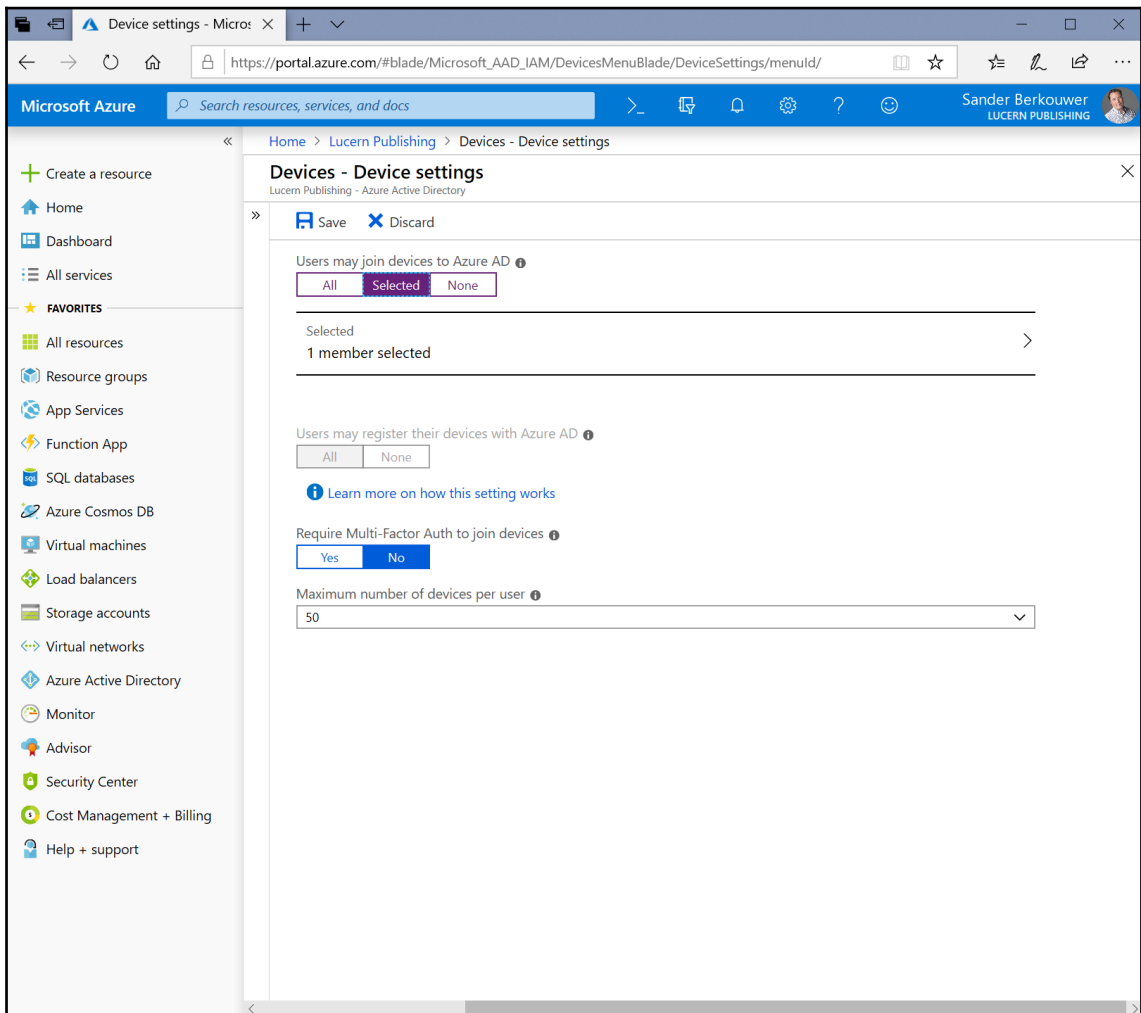 Device settings - Micros
https://portal.azure.com/#blade/Microsoft_AAD_IAM/DevicesMenuBlade/DeviceSettings/menuId/
Microsoft Azure
Search resources, services, and docs
Sander Berkouwer
LUCERN PUBLISHING
Home > Lucern Publishing > Devices - Device settings
Devices - Device settings
Lucern Publishing - Azure Active Directory
Save Discard
Create a resource
Home
Dashboard
All services
FAVORITES
All resources
Resource groups
App Services
Function App
SQL databases
Azure Cosmos DB
Virtual machines
Load balancers
Storage accounts
Virtual networks
Azure Active Directory
Monitor
Advisor
Security Center
Cost Management + Billing
Help + support
Users may join devices to Azure AD
All Selected None
Selected
1 member selected
Users may register their devices with Azure AD
All None
Learn more on how this setting works
Require Multi-Factor Auth to join devices
Yes No
Maximum number of devices per user
50